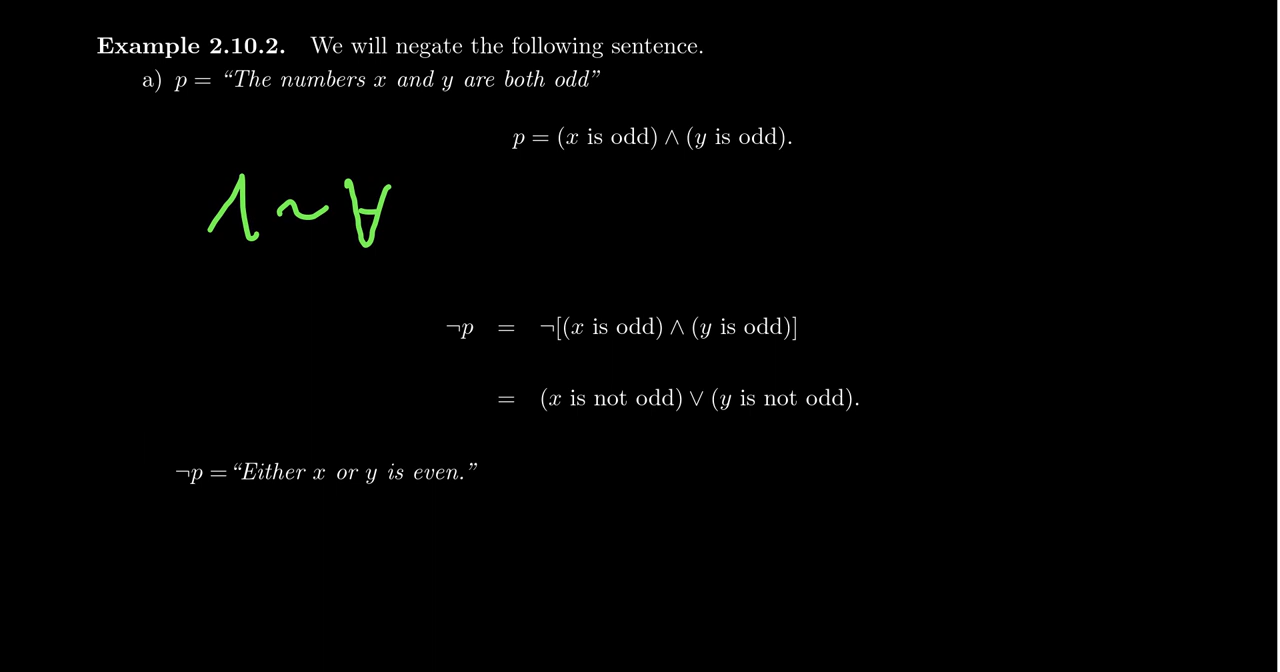 Example 2.10.2. We will negate the following sentence.
a) p = “The numbers x and y are both odd”
p = (x is odd) ∧ (y is odd).
∧ ~ ∀
¬p = ¬[(x is odd) ∧ (y is odd)]
= (x is not odd) ∨ (y is not odd).
¬p = “Either x or y is even.”